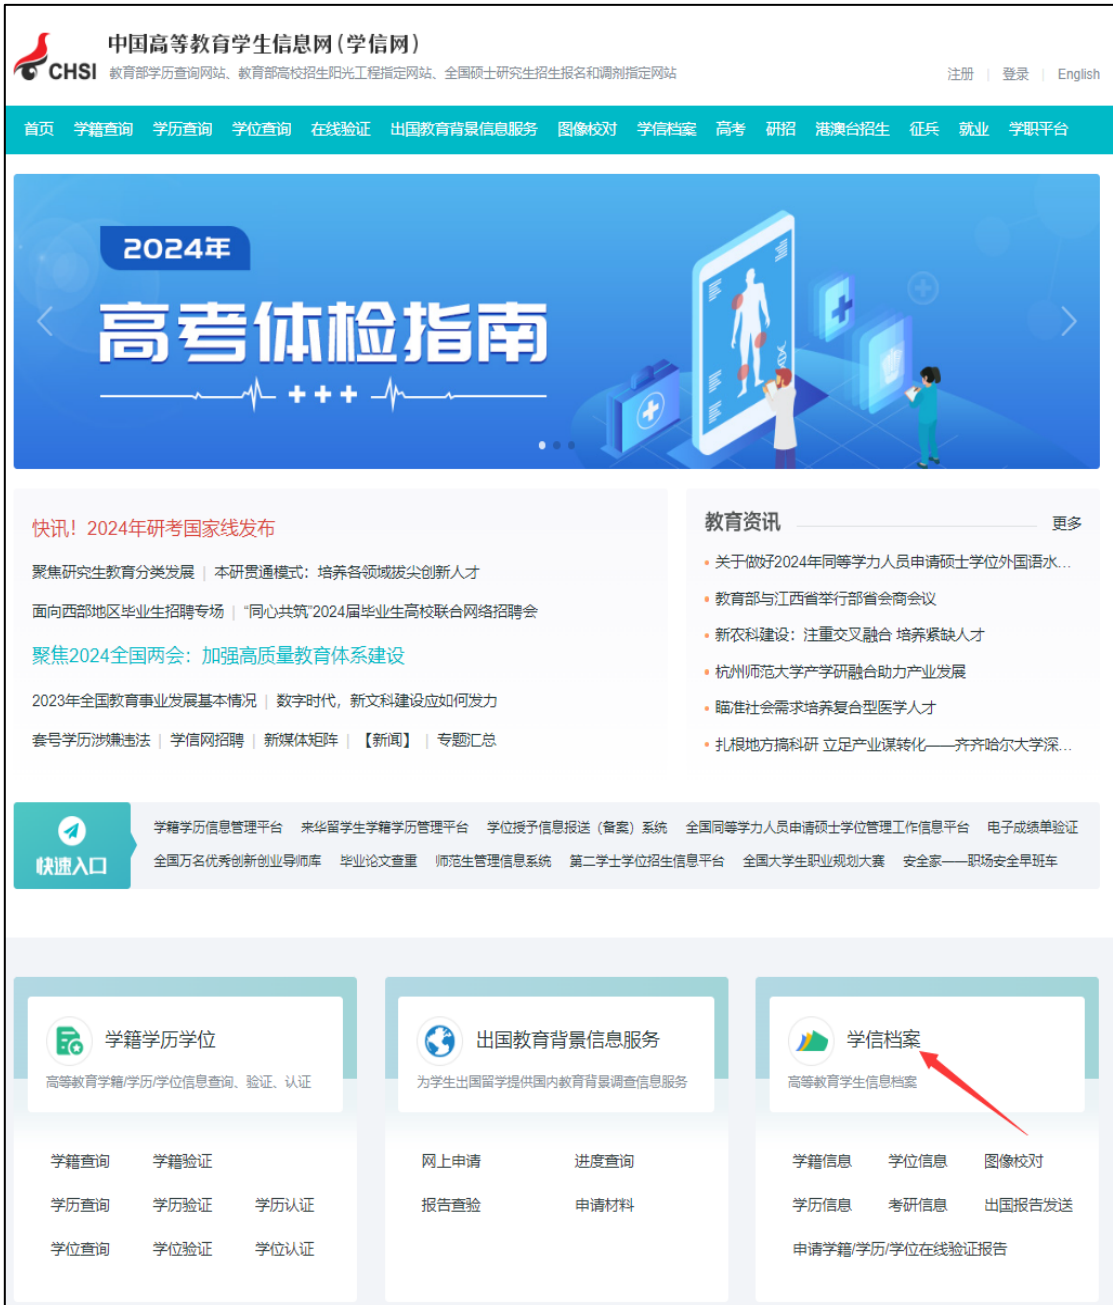 中国高等教育学生信息网（学信网）
CHSI 教育部学历查询网站、教育部高校招生阳光工程指定网站、全国硕士研究生招生报名和调剂指定网站
注册 | 登录 | English
首页 学籍查询 学历查询 学位查询 在线验证 出国教育背景信息服务 图像校对 学信档案 高考 研招 港澳台招生 征兵 就业 学职平台
2024年
高考体检指南
快讯！2024年研考国家线发布
聚焦研究生教育分类发展 | 本研贯通模式：培养各领域拔尖创新人才
面向西部地区毕业生招聘专场 | “同心共筑”2024届毕业生高校联合网络招聘会
聚焦2024全国两会：加强高质量教育体系建设
2023年全国教育事业发展基本情况 | 数字时代，新文科建设应如何发力
套号学历涉嫌违法 | 学信网招聘 | 新媒体矩阵 | 【新闻】 | 专题汇总
教育资讯 更多
关于做好2024年同等学力人员申请硕士学位外国语水...
教育部与江西省举行部省会商会议
新农科建设：注重交叉融合 培养紧缺人才
杭州师范大学产学研融合助力产业发展
瞄准社会需求培养复合型医学人才
扎根地方搞科研 立足产业谋转化——齐齐哈尔大学深...
快速入口
学籍学历信息管理平台 来华留学生学籍学历管理平台 学位授予信息报送（备案）系统 全国同等学力人员申请硕士学位管理工作信息平台 电子成绩单验证
全国万名优秀创新创业导师库 毕业论文查重 师范生管理信息系统 第二学士学位招生信息平台 全国大学生职业规划大赛 安全家——职场安全早班车
学籍学历学位
高等教育学籍/学历/学位信息查询、验证、认证
学籍查询 学籍验证
学历查询 学历验证 学历认证
学位查询 学位验证 学位认证
出国教育背景信息服务
为学生出国留学提供国内教育背景调查信息服务
网上申请 进度查询
报告查验 申请材料
学信档案
高等教育学生信息档案
学籍信息 学位信息 图像校对
学历信息 考研信息 出国报告发送
申请学籍/学历/学位在线验证报告